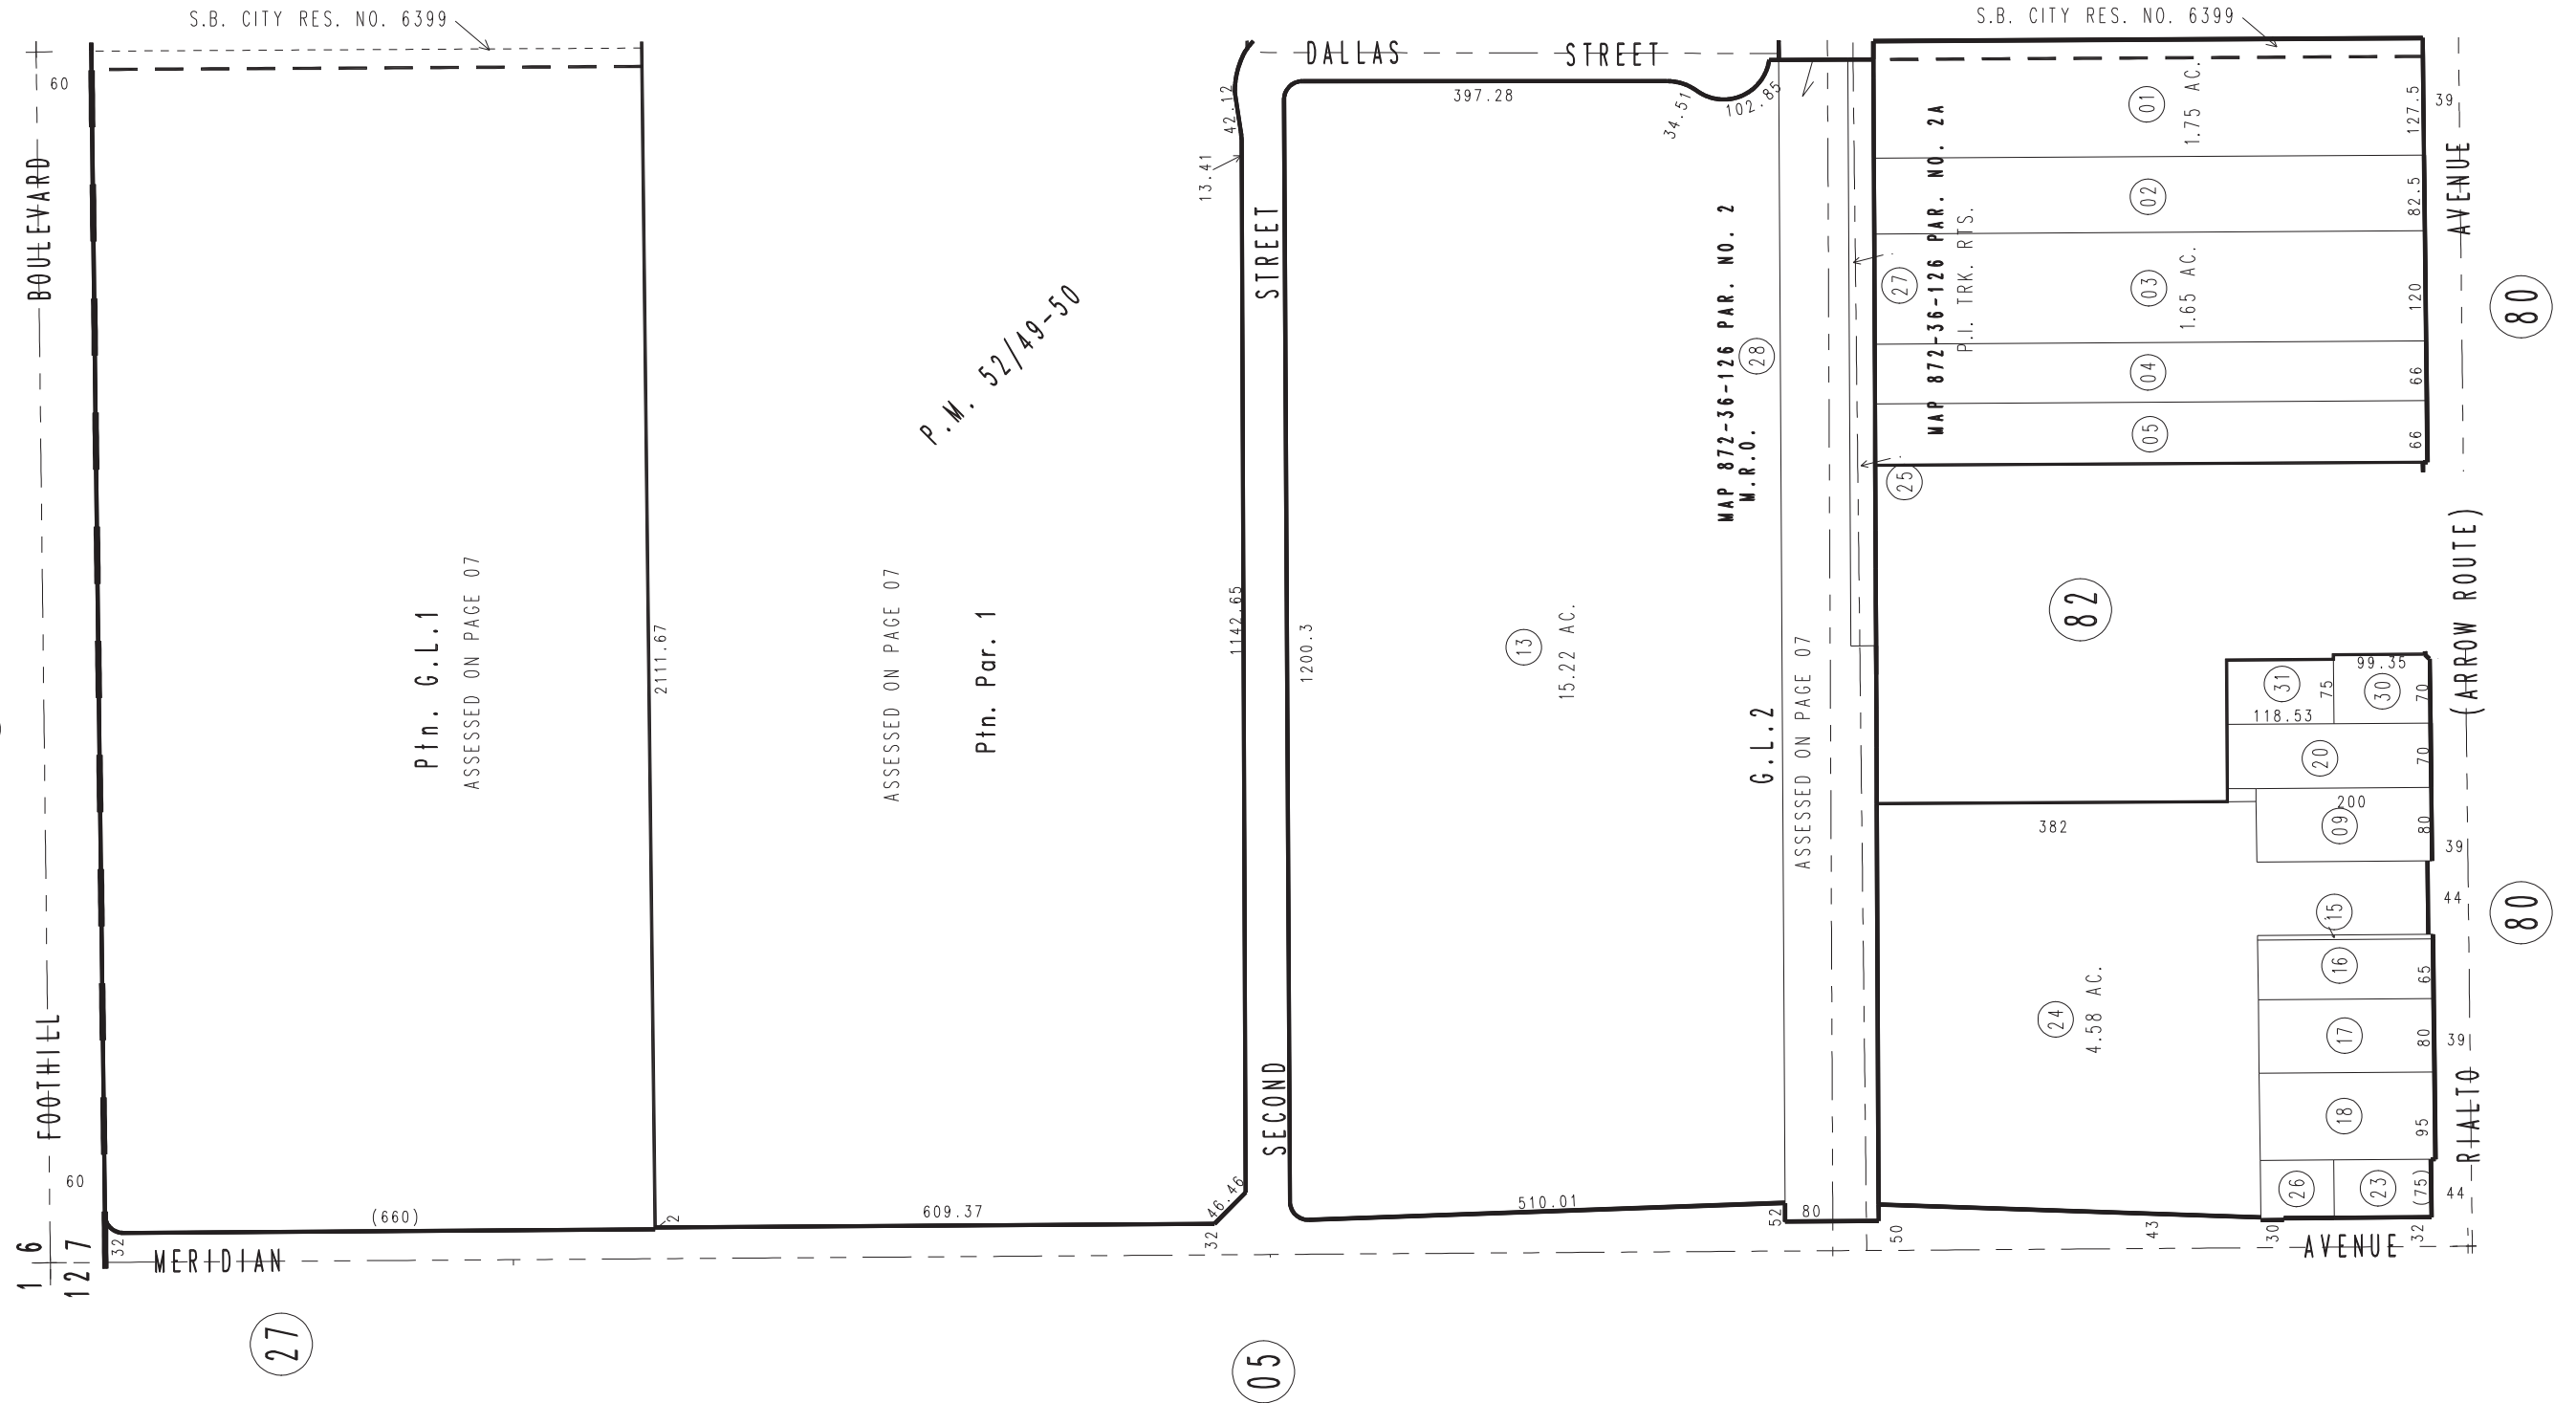 S.B. CITY RES. NO. 6399
S.B. CITY RES. NO. 6399
60
BOULEVARD
FOOTHILL
60
1 6
12 7
32
MERIDIAN
27
(660)
Ptn. G.L.1
ASSESSED ON PAGE 07
2111.67
2
ASSESSED ON PAGE 07
Ptn. Par. 1
P.M. 52/49-50
609.37
46.46
32
05
42.12
13.41
1142.65
STREET
SECOND
DALLAS STREET
397.28
34.51
102.85
1200.3
13
15.22 AC.
510.01
MAP 872-36-126 PAR. NO. 2
M.R.O.
28
G.L.2
ASSESSED ON PAGE 07
52
80
27
25
MAP 872-36-126 PAR. NO. 2A
P.I. TRK. RTS.
01
1.75 AC.
127.5
39
02
82.5
03
1.65 AC.
120
04
66
05
66
AVENUE
80
82
(ARROW ROUTE)
99.35
31
75
30
70
118.53
20
70
200
09
80
382
39
44
15
80
16
65
24
4.58 AC.
17
80
39
18
95
RIALTO
26
23
(75)
44
50
43
30
32
AVENUE